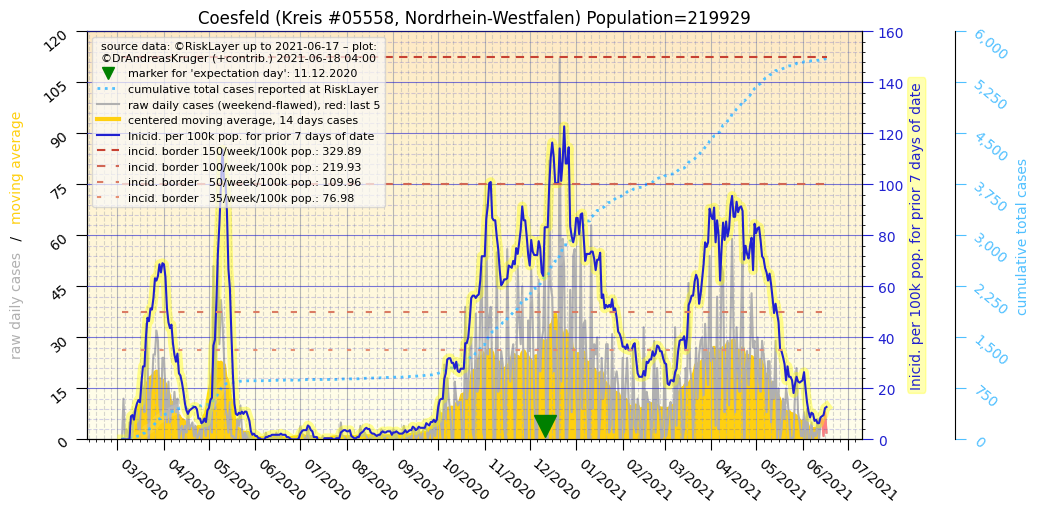 Coesfeld (Kreis #05558, Nordrhein-Westfalen) Population=219929
source data: ©RiskLayer up to 2021-06-17 – plot:
©DrAndreasKruger (+contrib.) 2021-06-18 04:00
marker for 'expectation day': 11.12.2020
cumulative total cases reported at RiskLayer
raw daily cases (weekend-flawed), red: last 5
centered moving average, 14 days cases
Inicid. per 100k pop. for prior 7 days of date
incid. border 150/week/100k pop.: 329.89
incid. border 100/week/100k pop.: 219.93
incid. border   50/week/100k pop.: 109.96
incid. border   35/week/100k pop.: 76.98
raw daily cases   /   moving average
120
105
90
75
60
45
30
15
0
03/2020
04/2020
05/2020
06/2020
07/2020
08/2020
09/2020
10/2020
11/2020
12/2020
01/2021
02/2021
03/2021
04/2021
05/2021
06/2021
07/2021
160
140
120
100
80
60
40
20
0
Inicid. per 100k pop. for prior 7 days of date
6,000
5,250
4,500
3,750
3,000
2,250
1,500
750
0
cumulative total cases